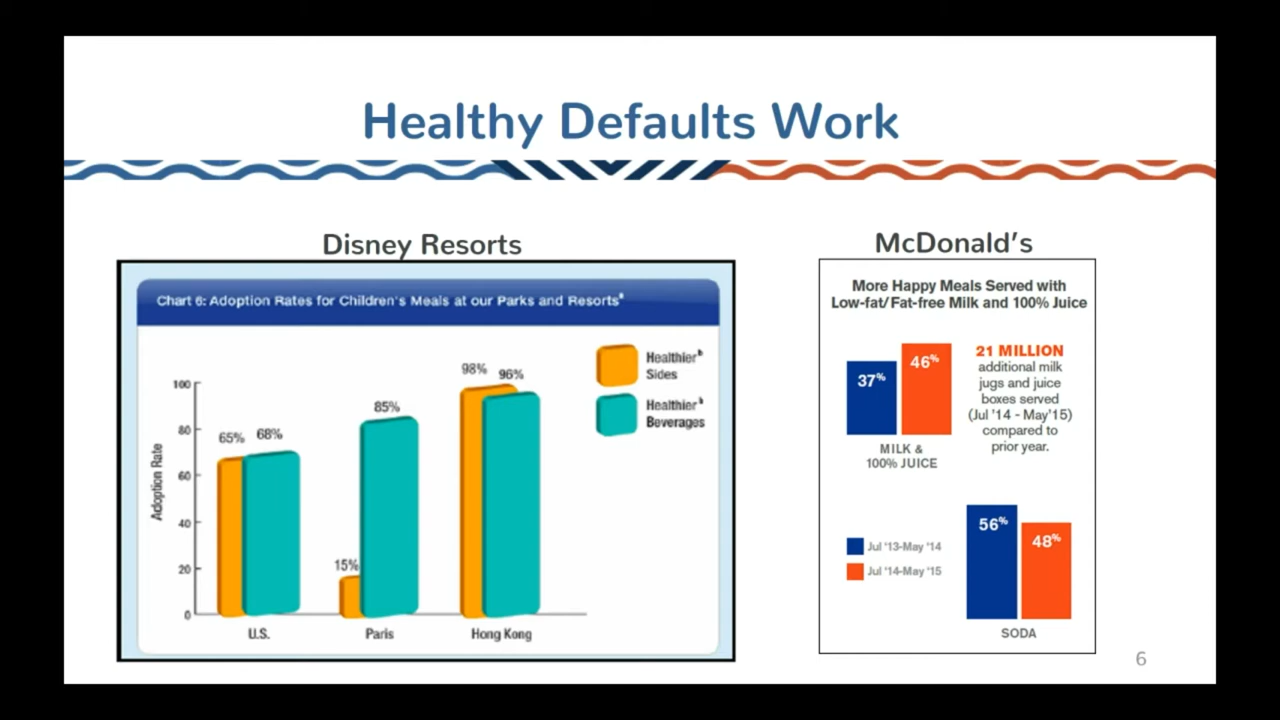 Healthy Defaults Work
Disney Resorts
Chart 6: Adoption Rates for Children's Meals at our Parks and Resorts
Healthier b
Sides
Healthier b
Beverages
Adoption Rate
100
80
60
40
20
0
65%
68%
15%
85%
98%
96%
U.S.
Paris
Hong Kong
McDonald's
More Happy Meals Served with
Low-fat/Fat-free Milk and 100% Juice
37%
46%
MILK &
100% JUICE
21 MILLION
additional milk
jugs and juice
boxes served
(Jul '14 - May'15)
compared to
prior year.
Jul '13-May '14
Jul '14-May '15
56%
48%
SODA
6